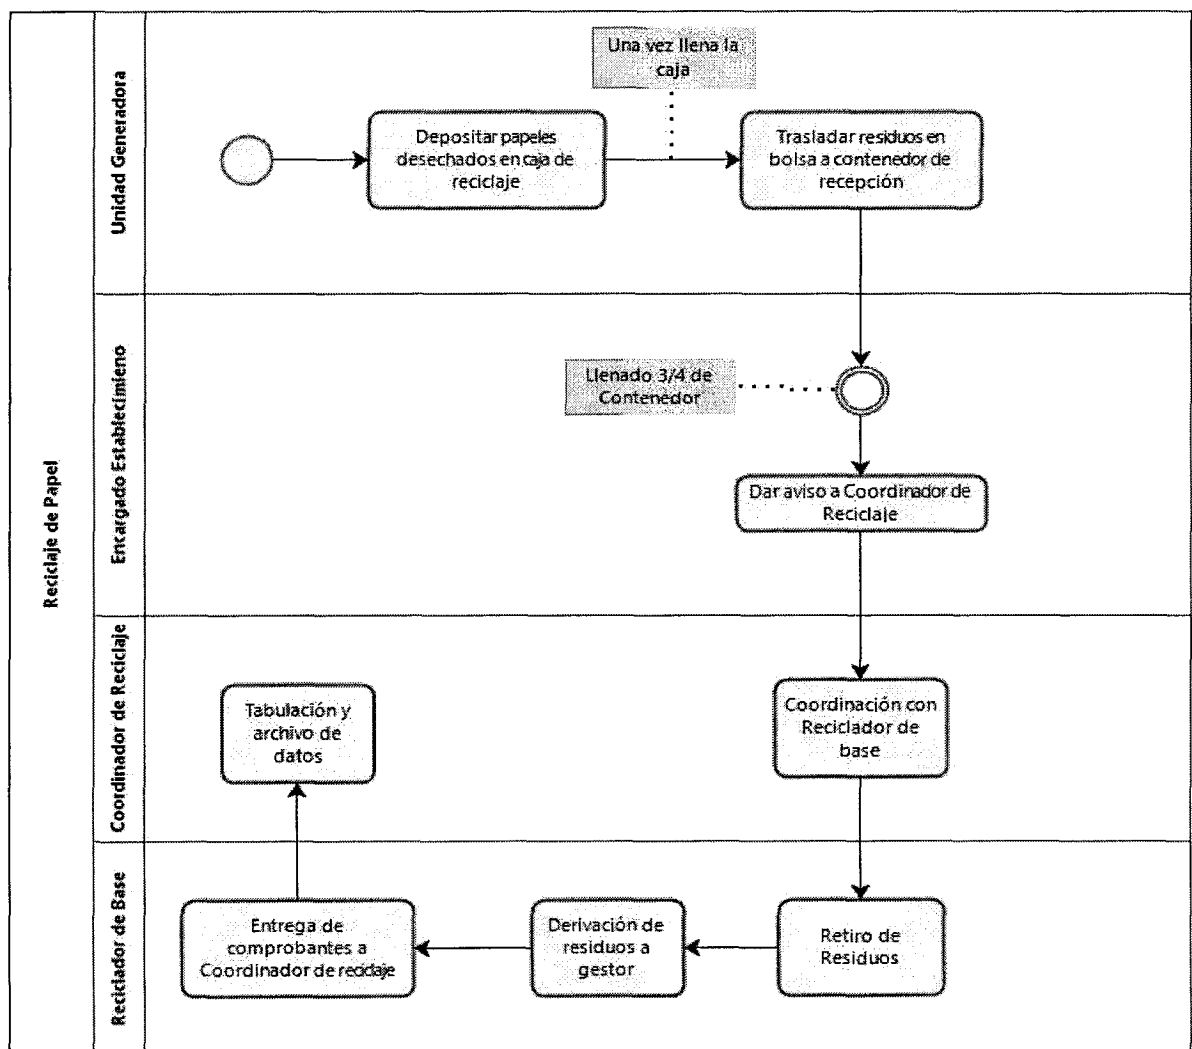 Reciclaje de Papel
Unidad Generadora
Una vez llena la
caja
Depositar papeles
desechados en caja de
reciclaje
Trasladar residuos en
bolsa a contenedor de
recepción
Encargado Establecimieno
Llenado 3/4 de
Contenedor
Dar aviso a Coordinador de
Reciclaje
Coordinador de Reciclaje
Tabulación y
archivo de
datos
Coordinación con
Reciclador de
base
Reciclador de Base
Entrega de
comprobantes a
Coordinador de reciclaje
Derivación de
residuos a
gestor
Retiro de
Residuos